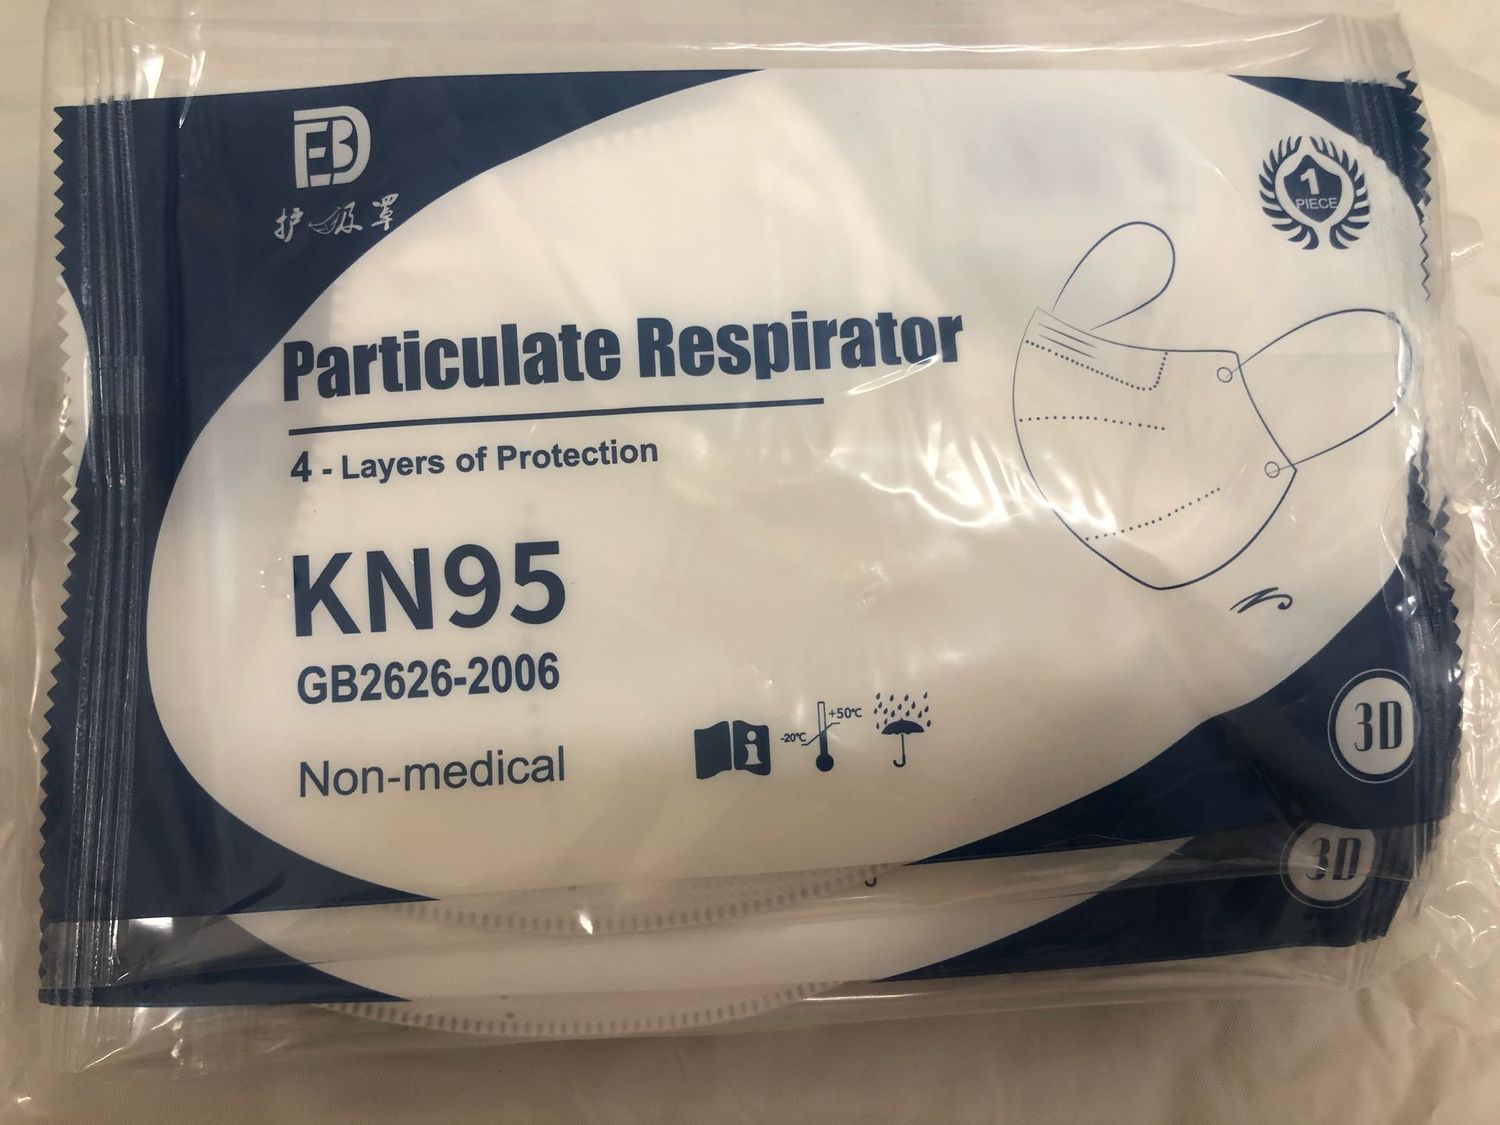 EBD
护 吸 罩
1
PIECE
Particulate Respirator
4 - Layers of Protection
KN95
GB2626-2006
Non-medical
-20℃
+50℃
3D
3D